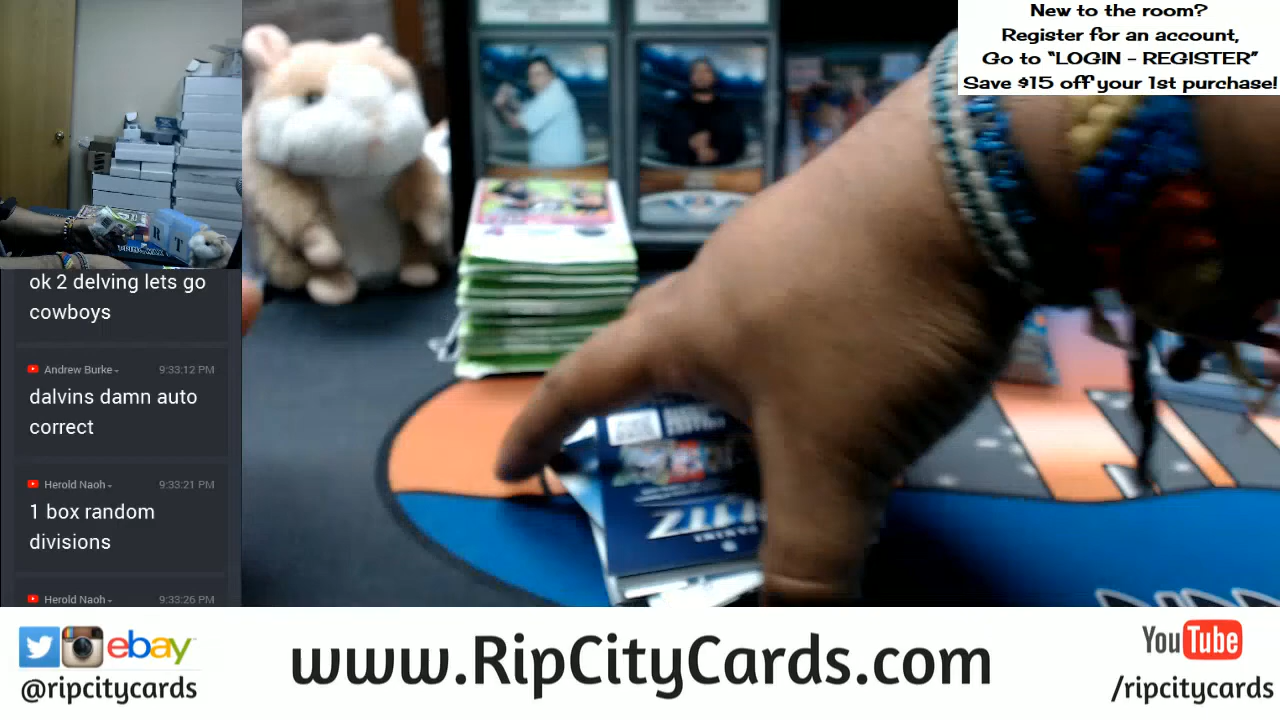 New to the room?
Register for an account,
Go to “LOGIN - REGISTER”
Save $15 off your 1st purchase!
ok 2 delving lets go
cowboys
Andrew Burke
9:33:12 PM
dalvins damn auto
correct
Herold Naoh
9:33:21 PM
1 box random
divisions
Herold Naoh
9:33:26 PM
ebay
@ripcitycards
www.RipCityCards.com
YouTube
/ripcitycards